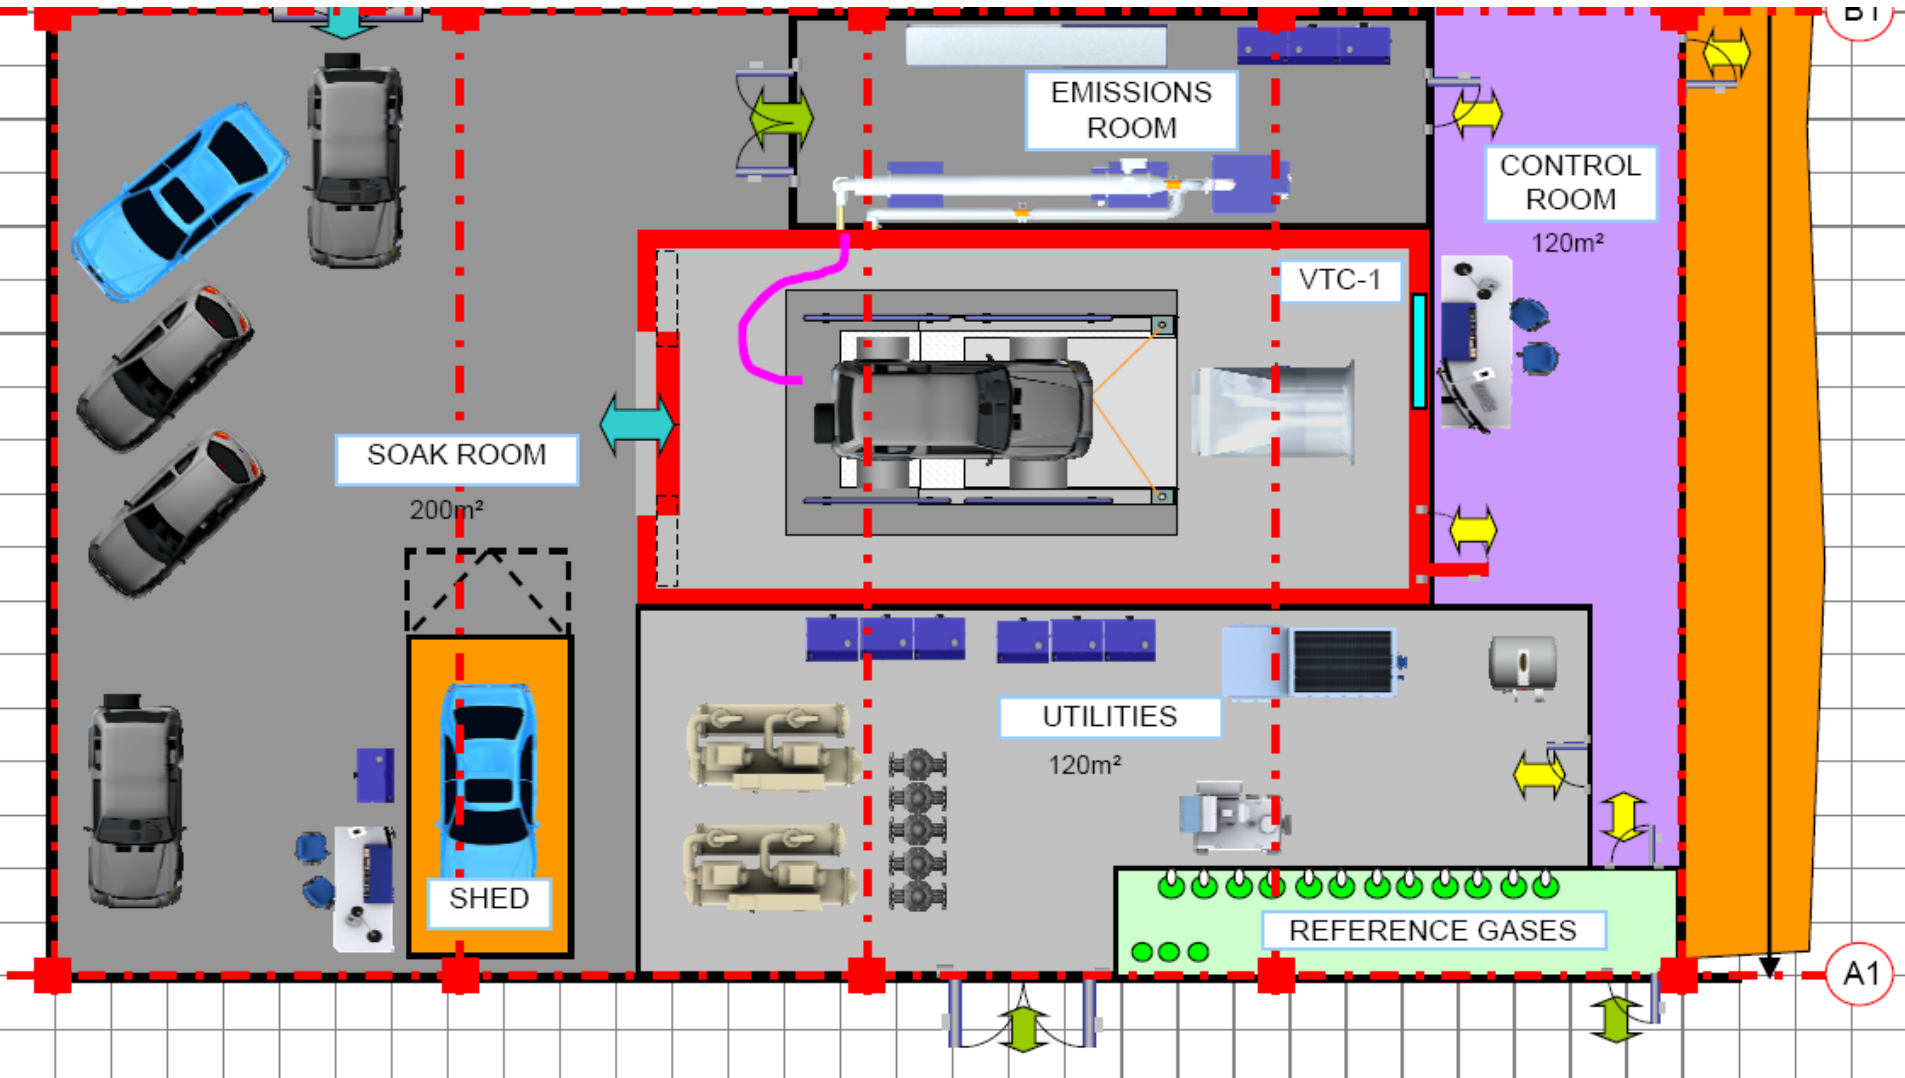 B1
EMISSIONS
ROOM
CONTROL
ROOM
120m²
VTC-1
SOAK ROOM
200m²
UTILITIES
120m²
SHED
REFERENCE GASES
A1